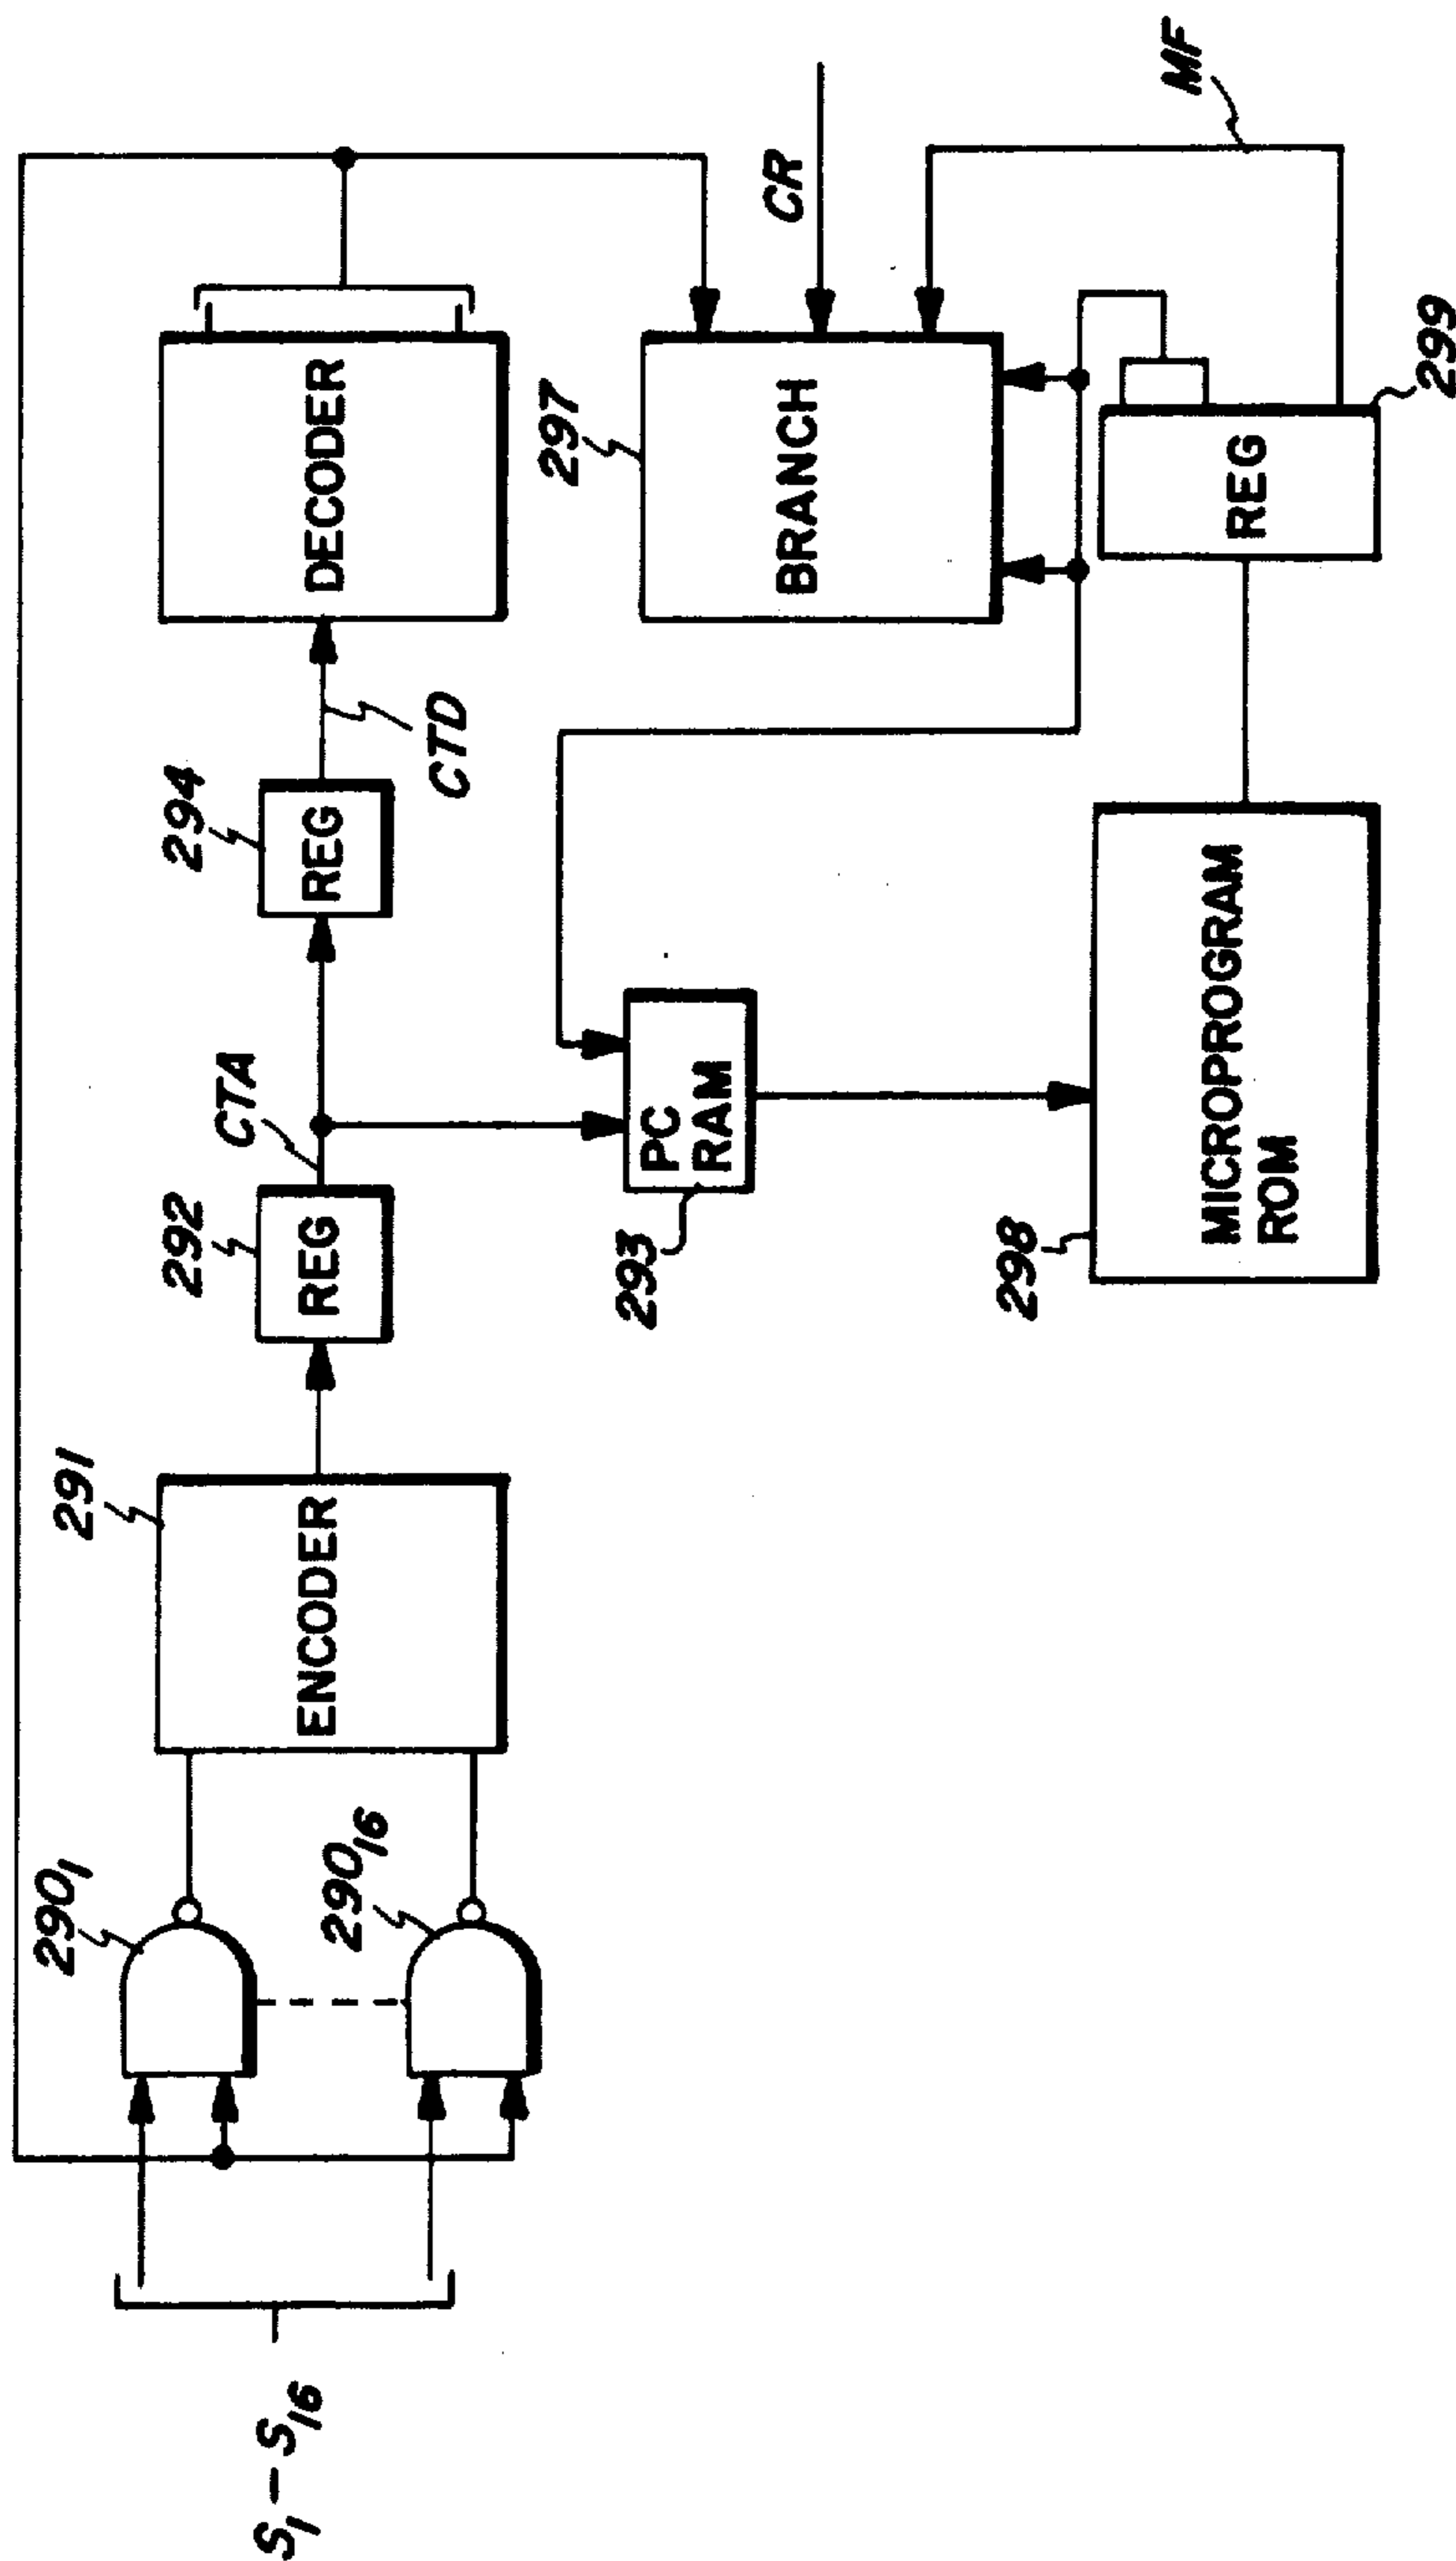 S₁ – S₁₆
290₁
290₁₆
291
ENCODER
292
REG
CTA
294
REG
CTD
DECODER
293
PC
RAM
297
BRANCH
CR
MF
298
MICROPROGRAM
ROM
REG
299